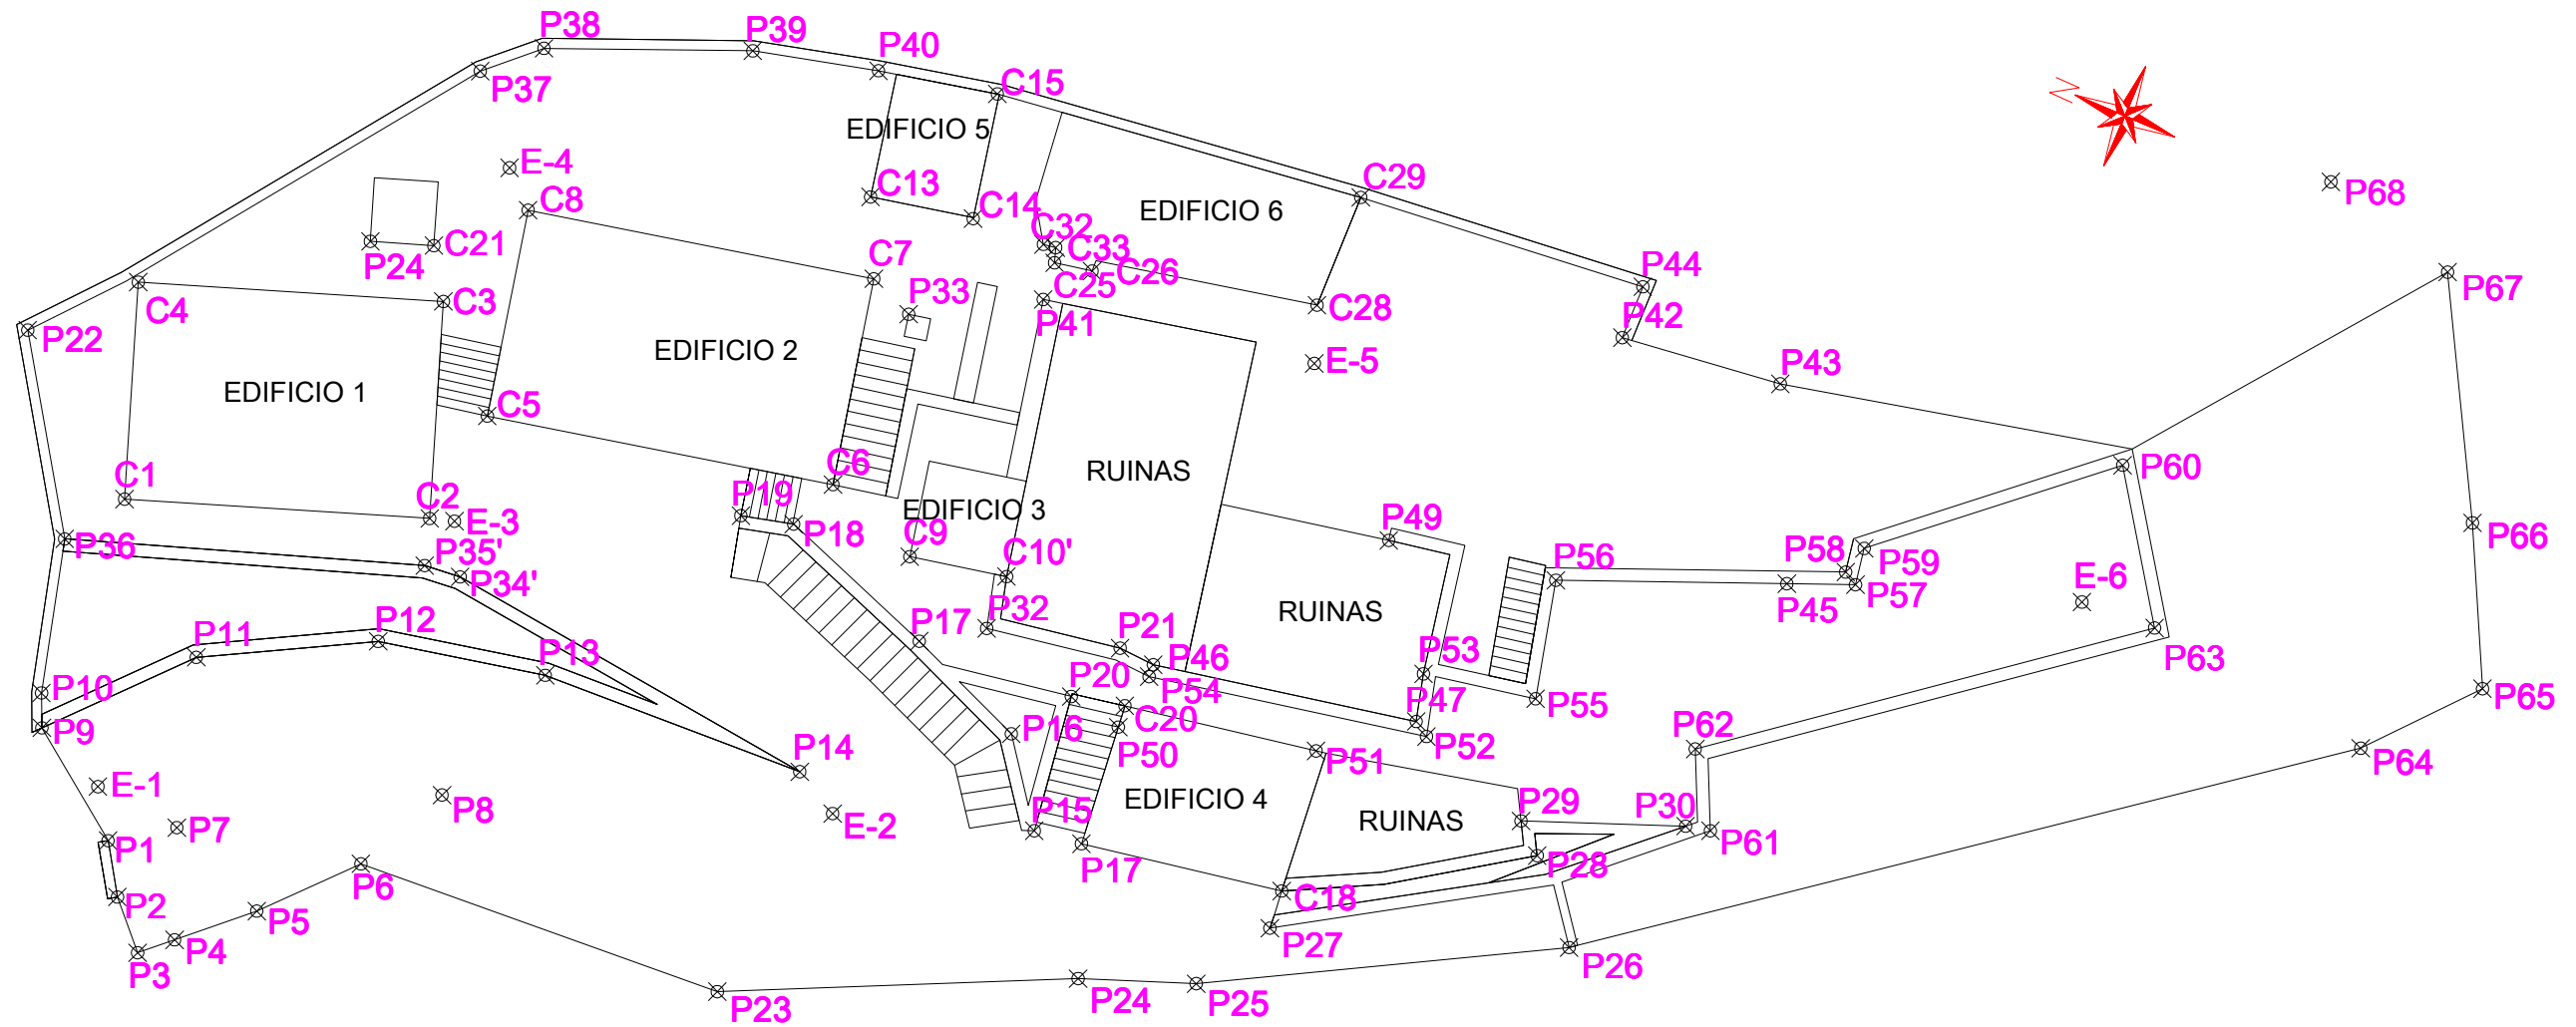 P38
P39
P40
P37
C15
N
EDIFICIO 5
E-4
C8
C13
C14
C29
P68
EDIFICIO 6
C21
P24
C32
C33
C7
C26
C25
P44
P67
C4
C3
P33
P41
C28
P42
P22
EDIFICIO 2
E-5
P43
EDIFICIO 1
C5
C6
RUINAS
P60
C1
C2
E-3
P19
P18
EDIFICIO 3
P49
P66
P36
P35'
P34'
C9
C10'
P56
P58
P59
P57
P45
E-6
P32
RUINAS
P11
P12
P13
P17
P21
P46
P53
P63
P10
P20
P54
P55
P65
P9
P16
C20
P47
P50
P52
P62
P14
P51
P64
E-1
P8
E-2
EDIFICIO 4
P29
P30
P7
P1
P15
RUINAS
P61
P17
P28
P6
P2
P5
C18
P4
P27
P3
P26
P23
P24
P25